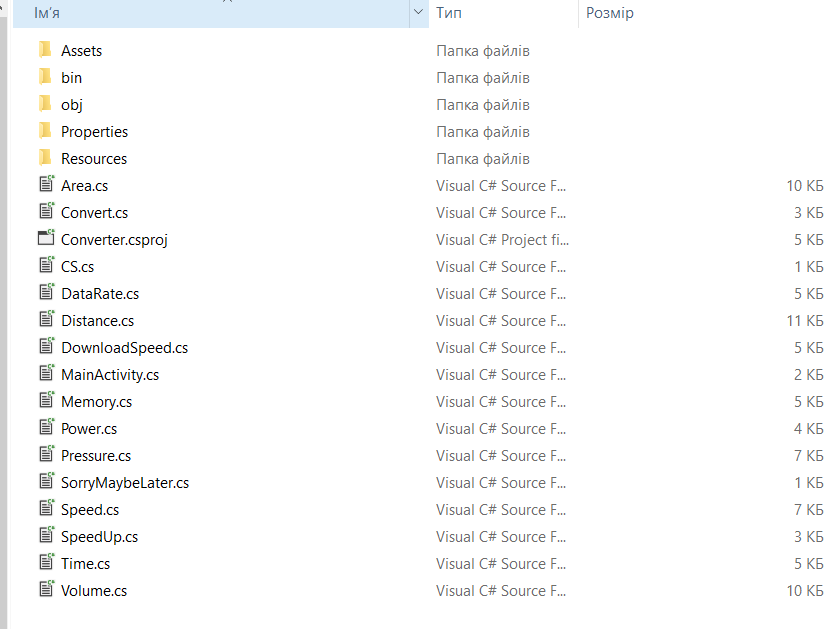 Ім'я Тип Розмір
Assets Папка файлів
bin Папка файлів
obj Папка файлів
Properties Папка файлів
Resources Папка файлів
Area.cs Visual C# Source F... 10 КБ
Convert.cs Visual C# Source F... 3 КБ
Converter.csproj Visual C# Project fi... 5 КБ
CS.cs Visual C# Source F... 1 КБ
DataRate.cs Visual C# Source F... 5 КБ
Distance.cs Visual C# Source F... 11 КБ
DownloadSpeed.cs Visual C# Source F... 5 КБ
MainActivity.cs Visual C# Source F... 2 КБ
Memory.cs Visual C# Source F... 5 КБ
Power.cs Visual C# Source F... 4 КБ
Pressure.cs Visual C# Source F... 7 КБ
SorryMaybeLater.cs Visual C# Source F... 1 КБ
Speed.cs Visual C# Source F... 7 КБ
SpeedUp.cs Visual C# Source F... 3 КБ
Time.cs Visual C# Source F... 5 КБ
Volume.cs Visual C# Source F... 10 КБ